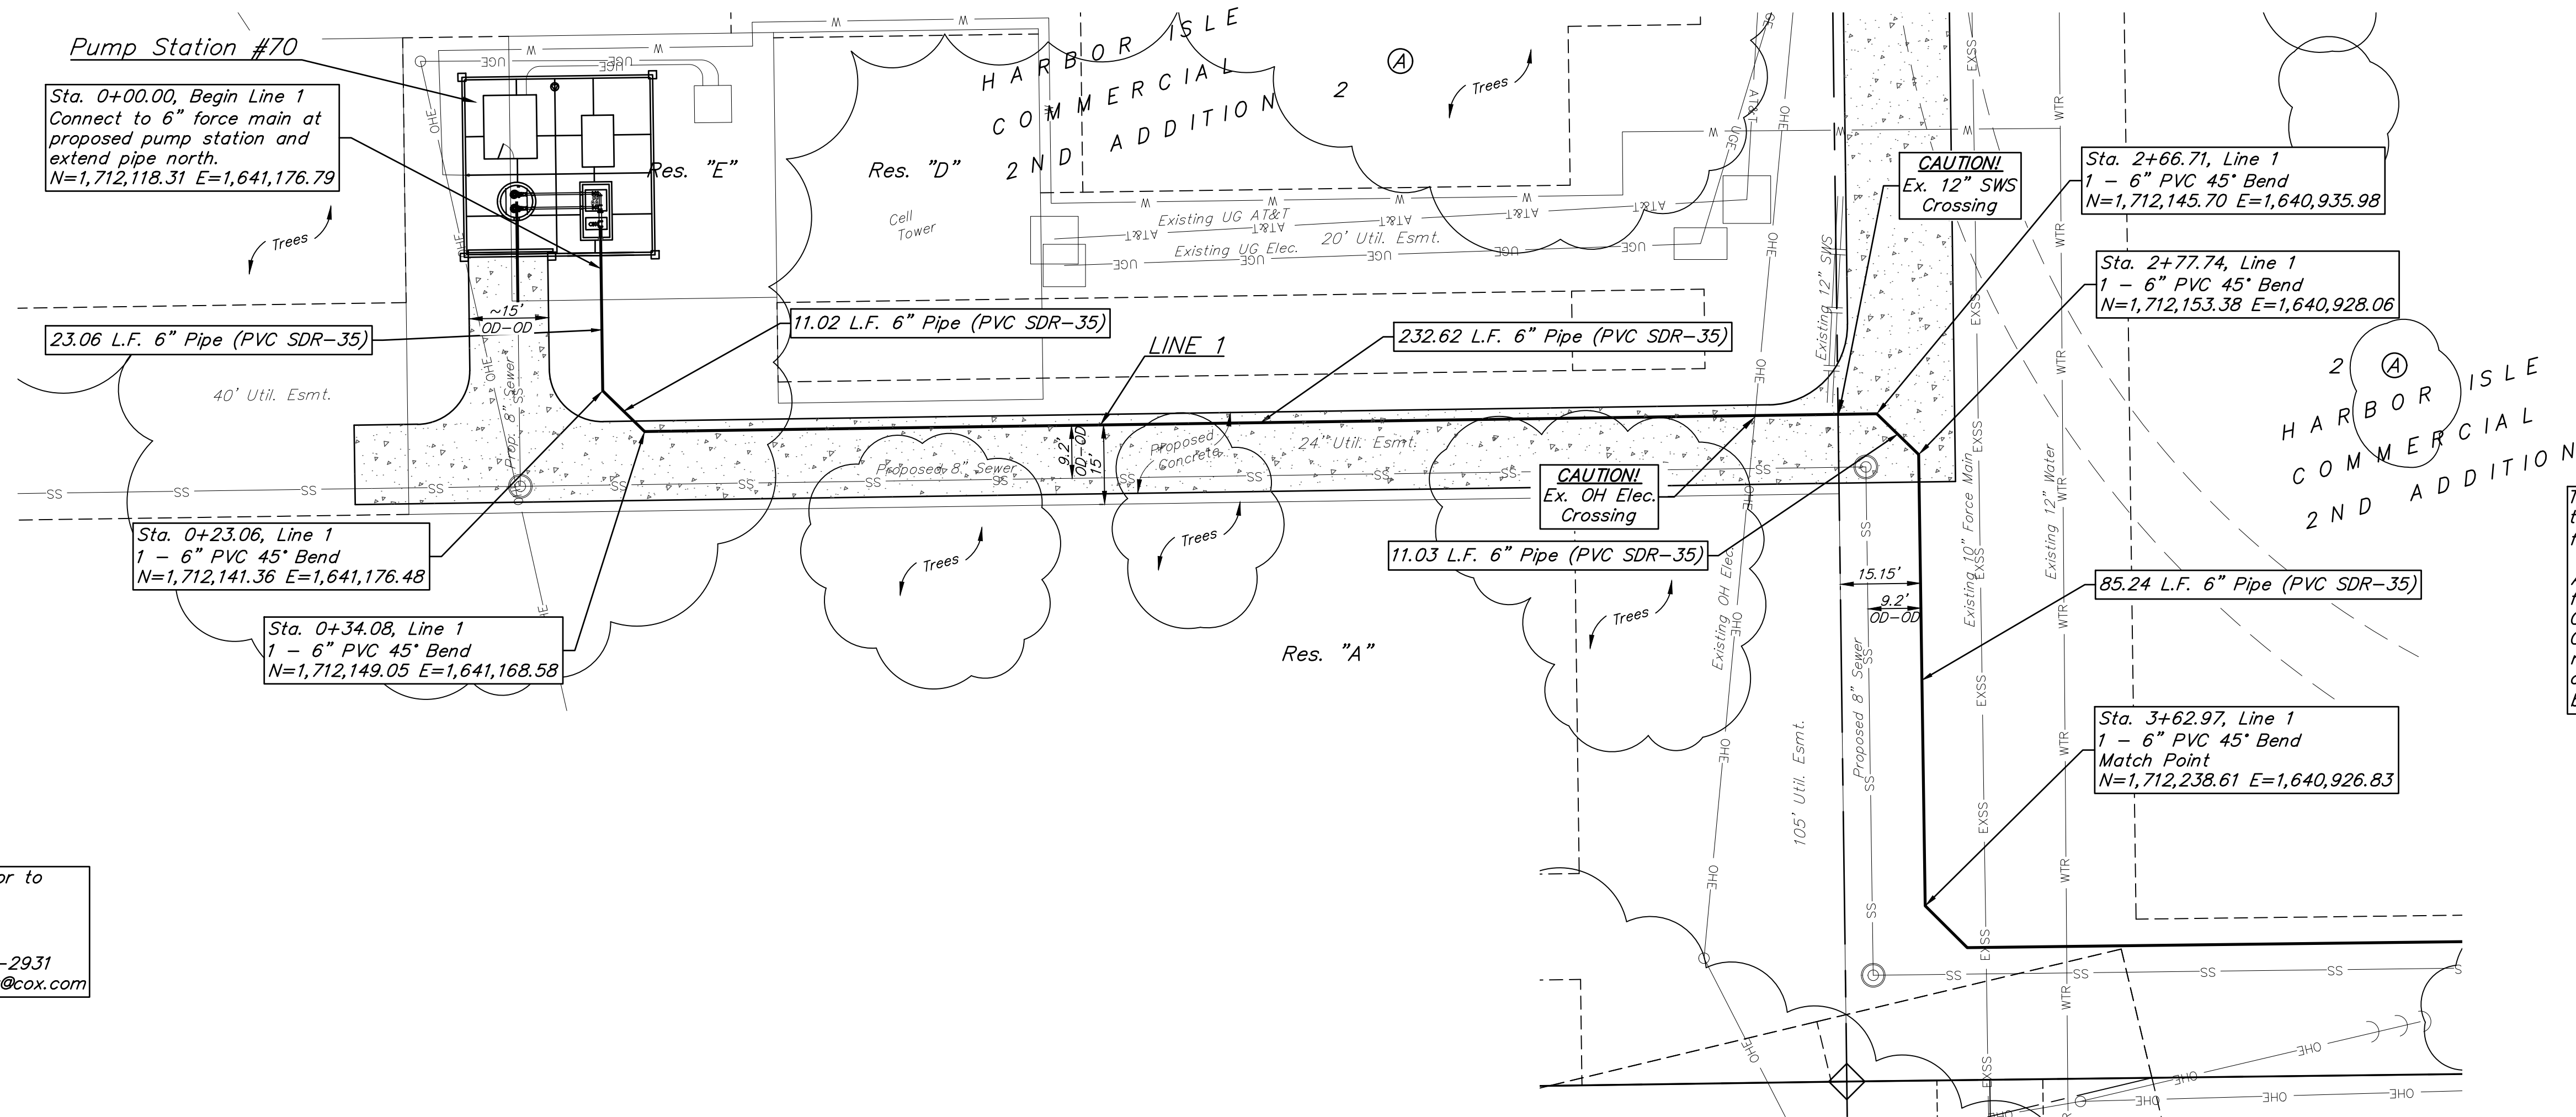 Pump Station #70
Sta. 0+00.00, Begin Line 1
Connect to 6" force main at
proposed pump station and
extend pipe north.
N=1,712,118.31 E=1,641,176.79
Trees
23.06 L.F. 6" Pipe (PVC SDR-35)
40' Util. Esmt.
~15'
OD-OD
Prop. 8" Sewer
Res. "E"
Res. "D"
Cell
Tower
HARBOR ISLE
COMMERCIAL
2ND ADDITION
2
A
Trees
Existing UG AT&T
Existing UG Elec.
20' Util. Esmt.
11.02 L.F. 6" Pipe (PVC SDR-35)
LINE 1
232.62 L.F. 6" Pipe (PVC SDR-35)
Existing 12" SWS
CAUTION!
Ex. 12" SWS
Crossing
Sta. 2+66.71, Line 1
1 - 6" PVC 45° Bend
N=1,712,145.70 E=1,640,935.98
Sta. 2+77.74, Line 1
1 - 6" PVC 45° Bend
N=1,712,153.38 E=1,640,928.06
2
A
HARBOR ISLE
COMMERCIAL
2ND ADDITION
Proposed 8" Sewer
9.2'
OD-OD
15'
Proposed
Concrete
24' Util. Esmt.
CAUTION!
Ex. OH Elec.
Crossing
Sta. 0+23.06, Line 1
1 - 6" PVC 45° Bend
N=1,712,141.36 E=1,641,176.48
Sta. 0+34.08, Line 1
1 - 6" PVC 45° Bend
N=1,712,149.05 E=1,641,168.58
Trees
Trees
Trees
Res. "A"
11.03 L.F. 6" Pipe (PVC SDR-35)
Existing OH Elec.
15.15'
9.2'
OD-OD
Existing 10" Force Main
Existing 12" Water
85.24 L.F. 6" Pipe (PVC SDR-35)
Proposed 8" Sewer
105' Util. Esmt.
Sta. 3+62.97, Line 1
1 - 6" PVC 45° Bend
Match Point
N=1,712,238.61 E=1,640,926.83
or to
-2931
@cox.com